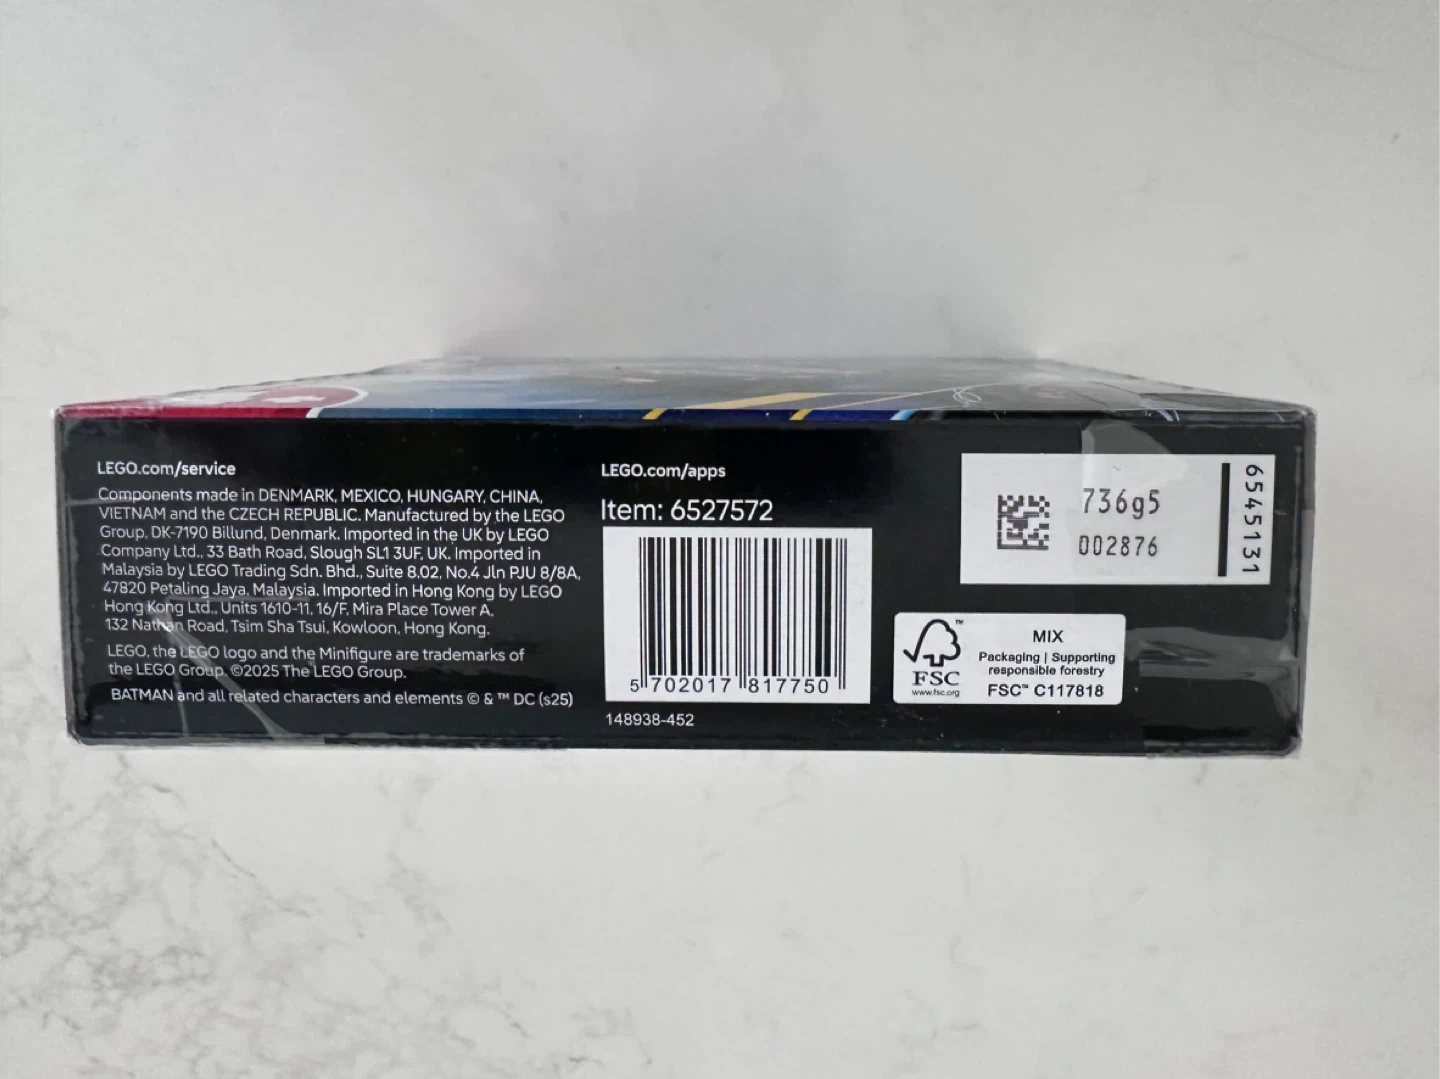 LEGO.com/service
Components made in DENMARK, MEXICO, HUNGARY, CHINA,
VIETNAM and the CZECH REPUBLIC. Manufactured by the LEGO
Group, DK-7190 Billund, Denmark. Imported in the UK by LEGO
Company Ltd., 33 Bath Road, Slough SL1 3UF, UK. Imported in
Malaysia by LEGO Trading Sdn. Bhd., Suite 8.02, No.4 Jln PJU 8/8A,
47820 Petaling Jaya, Malaysia. Imported in Hong Kong by LEGO
Hong Kong Ltd., Units 1610-11, 16/F, Mira Place Tower A,
132 Nathan Road, Tsim Sha Tsui, Kowloon, Hong Kong.
LEGO, the LEGO logo and the Minifigure are trademarks of
the LEGO Group. ©2025 The LEGO Group.
BATMAN and all related characters and elements © & ™ DC (s25)
LEGO.com/apps
Item: 6527572
5 702017 817750
148938-452
736g5
002876
6545131
™
FSC
www.fsc.org
MIX
Packaging | Supporting
responsible forestry
FSC™ C117818